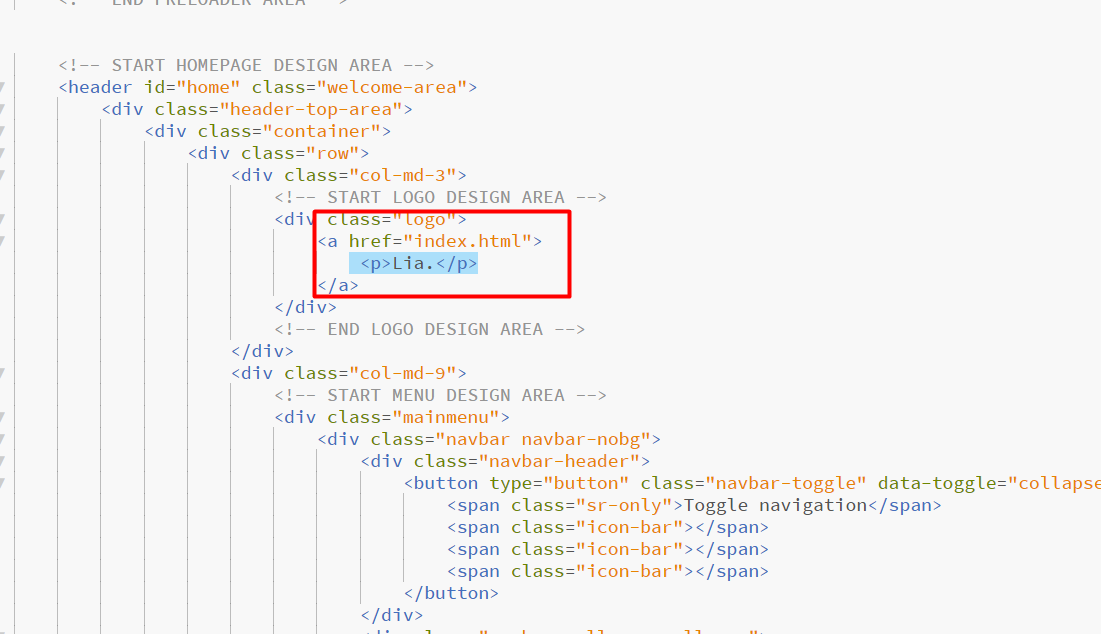 END PRELOADER AREA
<!-- START HOMEPAGE DESIGN AREA -->
<header id="home" class="welcome-area">
<div class="header-top-area">
<div class="container">
<div class="row">
<div class="col-md-3">
<!-- START LOGO DESIGN AREA -->
<div class="logo">
<a href="index.html">
<p>Lia.</p>
</a>
</div>
<!-- END LOGO DESIGN AREA -->
</div>
<div class="col-md-9">
<!-- START MENU DESIGN AREA -->
<div class="mainmenu">
<div class="navbar navbar-nobg">
<div class="navbar-header">
<button type="button" class="navbar-toggle" data-toggle="collapse
<span class="sr-only">Toggle navigation</span>
<span class="icon-bar"></span>
<span class="icon-bar"></span>
<span class="icon-bar"></span>
</button>
</div>